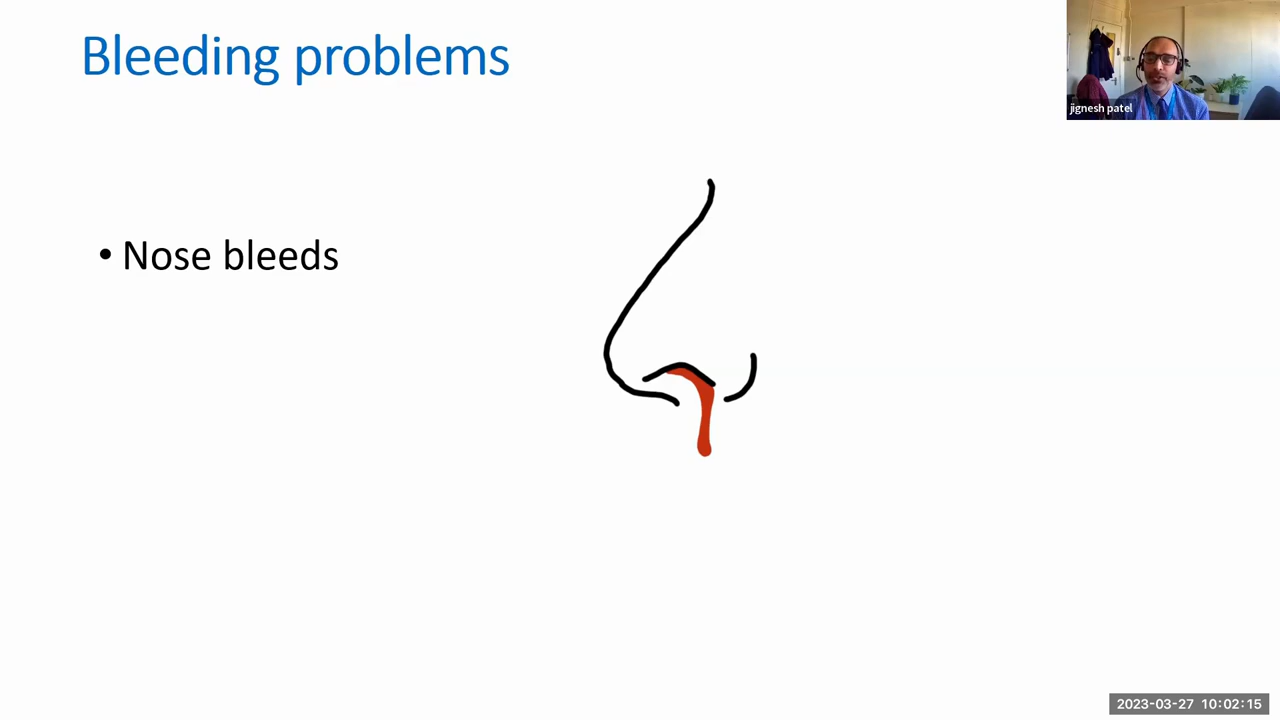 Bleeding problems
jignesh patel
• Nose bleeds
2023-03-27 10:02:15